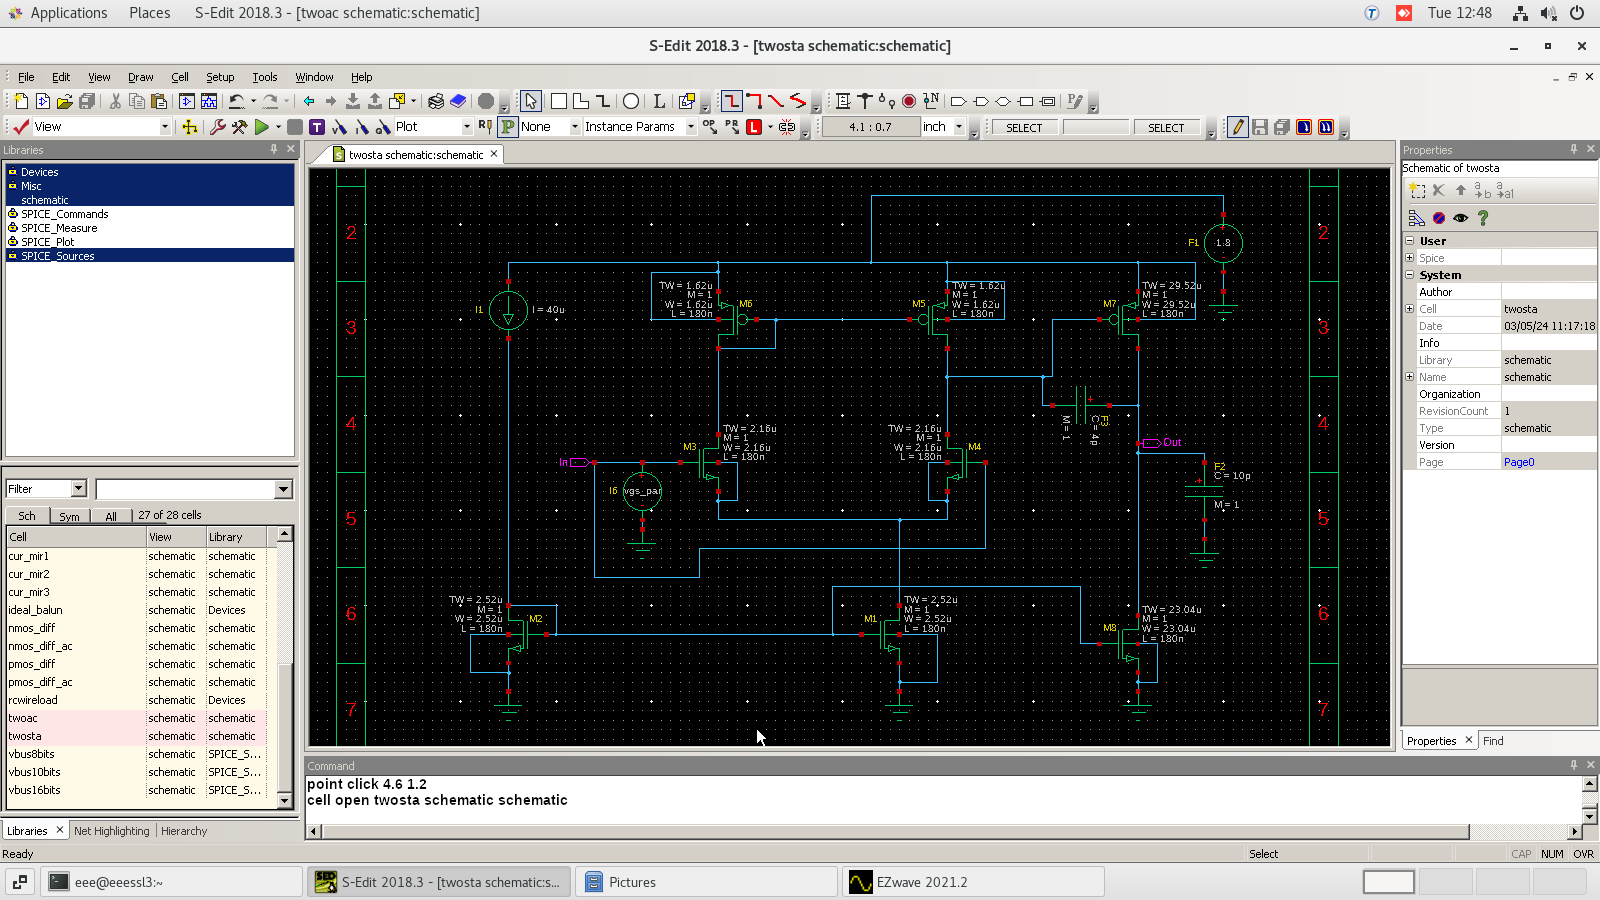 Applications Places S-Edit 2018.3 - [twoac schematic:schematic] Tue 12:48
S-Edit 2018.3 - [twosta schematic:schematic]
File Edit View Draw Cell Setup Tools Window Help
View Plot None Instance Params 4.1 : 0.7 inch SELECT SELECT
Libraries
Devices
Misc
schematic
SPICE_Commands
SPICE_Measure
SPICE_Plot
SPICE_Sources
Filter
Sch Sym All 27 of 28 cells
Cell View Library
cur_mir1 schematic schematic
cur_mir2 schematic schematic
cur_mir3 schematic schematic
ideal_balun schematic Devices
nmos_diff schematic schematic
nmos_diff_ac schematic schematic
pmos_diff schematic schematic
pmos_diff_ac schematic schematic
rcwireload schematic Devices
twoac schematic schematic
twosta schematic schematic
vbus8bits schematic SPICE_S...
vbus10bits schematic SPICE_S...
vbus16bits schematic SPICE_S...
Libraries Net Highlighting Hierarchy
twosta schematic:schematic
2 2
3 3
4 4
5 5
6 6
7 7
F1 1.8
I1 I = 40u
TW = 1.62u
M = 1
W = 1.62u
L = 180n
M6
M5
TW = 1.62u
M = 1
W = 1.62u
L = 180n
M7
TW = 29.52u
M = 1
W = 29.52u
L = 180n
F3
C = 4p
M = 1
Out
F2
C = 10p
M = 1
In
I6 vgs_par
M3
TW = 2.16u
M = 1
W = 2.16u
L = 180n
TW = 2.16u
M = 1
W = 2.16u
L = 180n
M4
TW = 2.52u
M = 1
W = 2.52u
L = 180n
M2
M1
TW = 2.52u
M = 1
W = 2.52u
L = 180n
M8
TW = 23.04u
M = 1
W = 23.04u
L = 180n
Command
point click 4.6 1.2
cell open twosta schematic schematic
Properties
Schematic of twosta
User
Spice
System
Author
Cell twosta
Date 03/05/24 11:17:18
Info
Library schematic
Name schematic
Organization
RevisionCount 1
Type schematic
Version
Page Page0
Properties Find
Ready Select CAP NUM OVR
eee@eeessl3:~ S-Edit 2018.3 - [twosta schematic:s... Pictures EZwave 2021.2